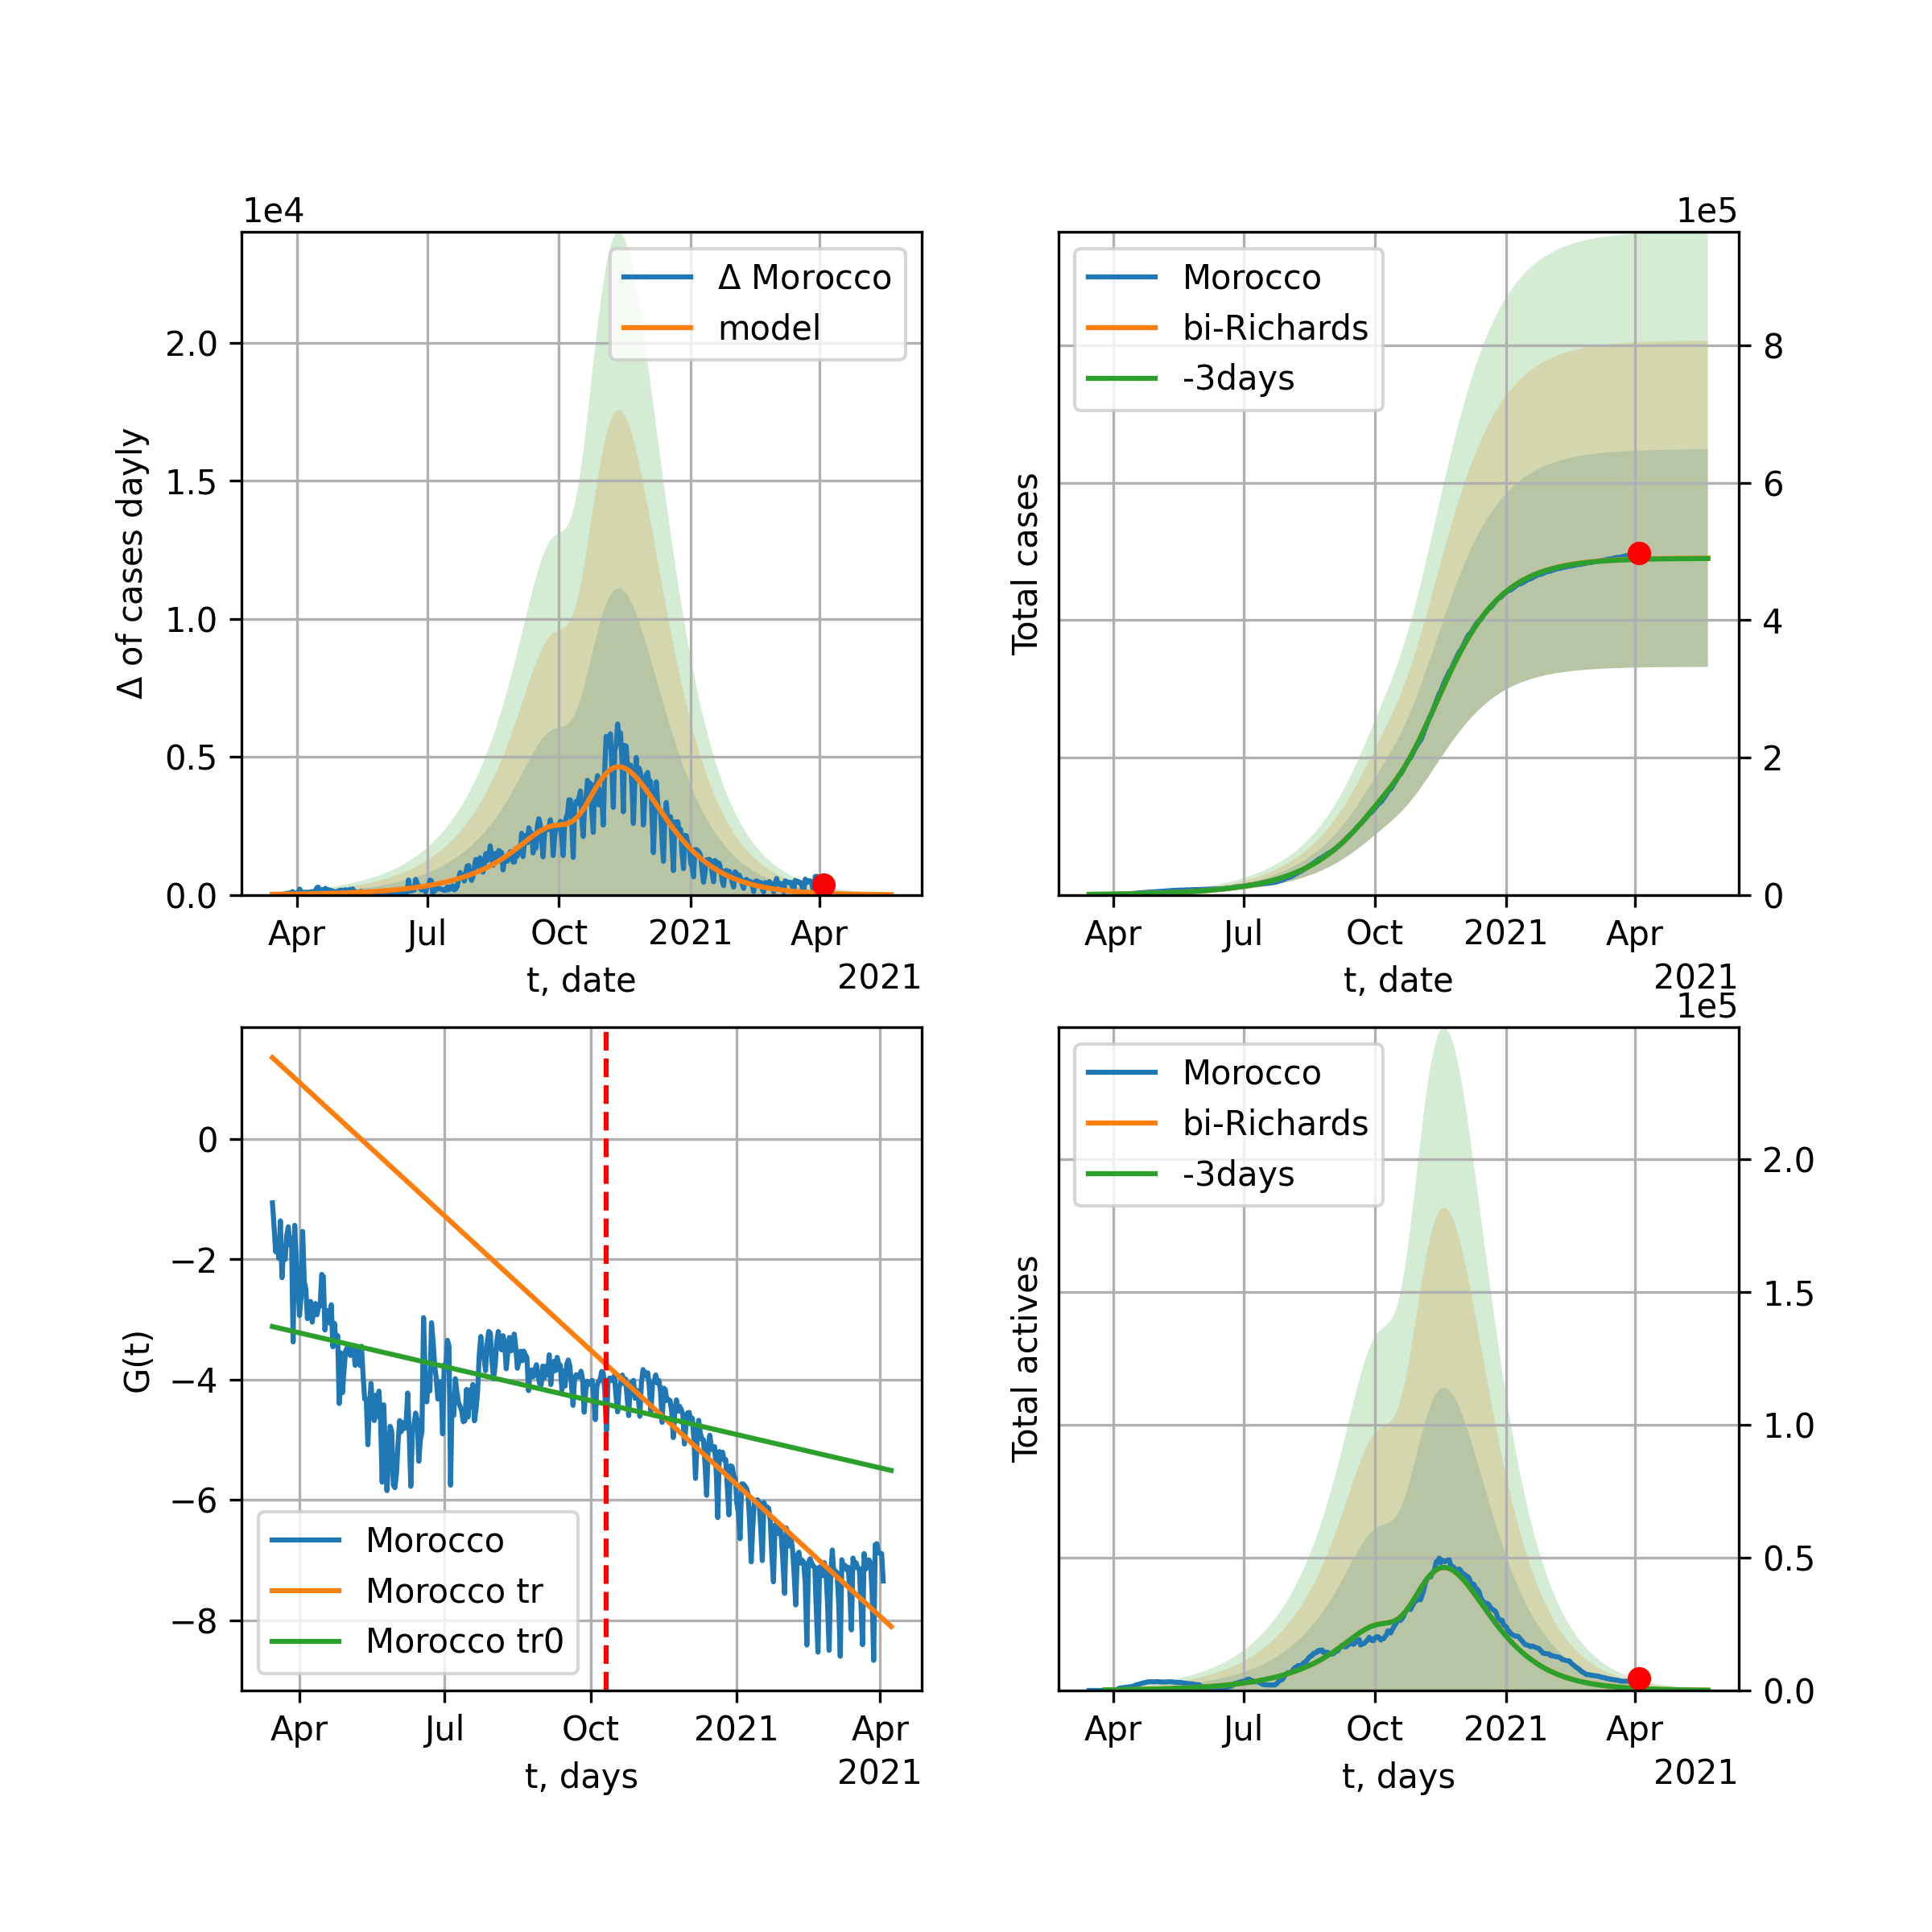 1e4
Δ of cases dayly
2.0
1.5
1.0
0.5
0.0
Δ Morocco
model
Apr Jul Oct 2021 Apr
t, date
2021
1e5
Total cases
Morocco
bi-Richards
-3days
8
6
4
2
0
Apr Jul Oct 2021 Apr
t, date
2021
G(t)
0
−2
−4
−6
−8
Morocco
Morocco tr
Morocco tr0
Apr Jul Oct 2021 Apr
t, days
2021
1e5
Total actives
Morocco
bi-Richards
-3days
2.0
1.5
1.0
0.5
0.0
Apr Jul Oct 2021 Apr
t, days
2021